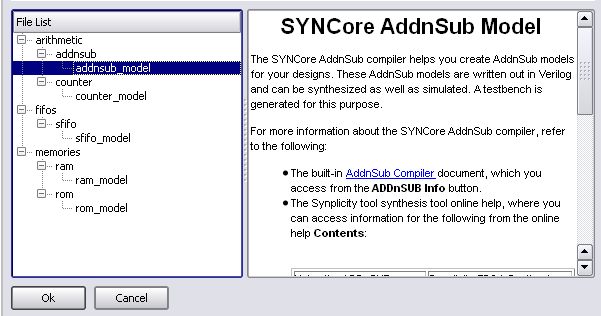 File List
arithmetic
addnsub
addnsub_model
counter
counter_model
fifos
sfifo
sfifo_model
memories
ram
ram_model
rom
rom_model
SYNCore AddnSub Model
The SYNCore AddnSub compiler helps you create AddnSub models
for your designs. These AddnSub models are written out in Verilog
and can be synthesized as well as simulated. A testbench is
generated for this purpose.
For more information about the SYNCore AddnSub compiler, refer
to the following:
● The built-in AddnSub Compiler document, which you
access from the ADDnSUB Info button.
● The Synplicity tool synthesis tool online help, where you
can access information for the following from the online
help Contents:
Ok
Cancel